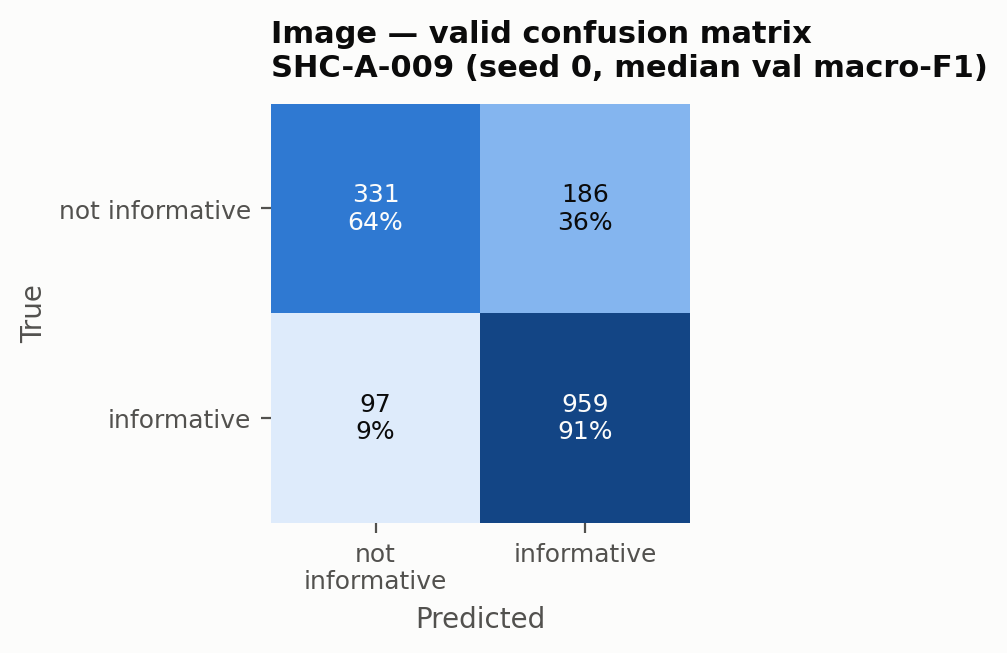 Image — valid confusion matrix
SHC-A-009 (seed 0, median val macro-F1)
not informative
331
64%
186
36%
True
informative
97
9%
959
91%
not
informative
informative
Predicted